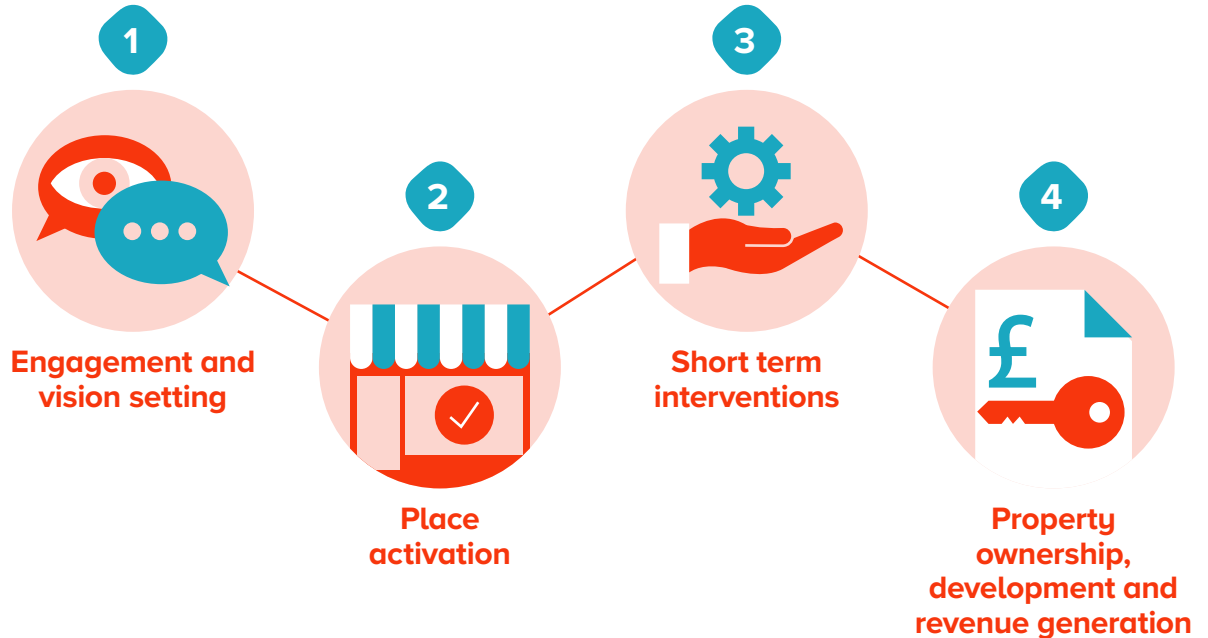 1
Engagement and
vision setting
2
Place
activation
3
Short term
interventions
4
£
Property
ownership,
development and
revenue generation